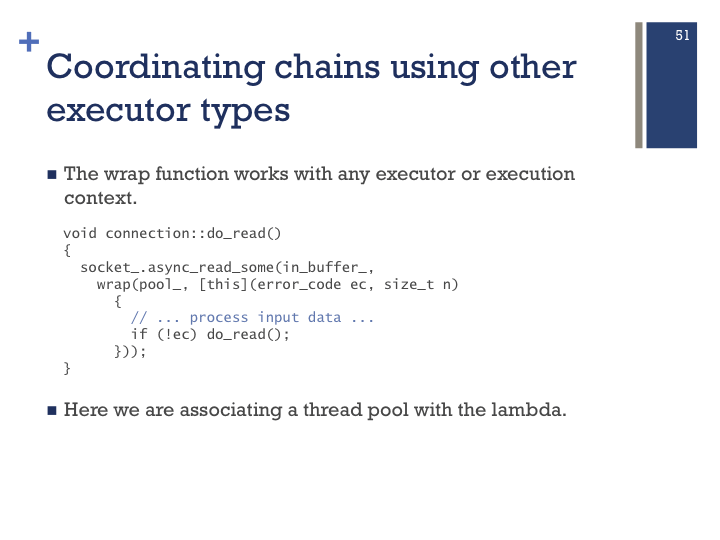 51
+
Coordinating chains using other
executor types
■ The wrap function works with any executor or execution
context.
void connection::do_read()
{
  socket_.async_read_some(in_buffer_,
    wrap(pool_, [this](error_code ec, size_t n)
      {
        // ... process input data ...
        if (!ec) do_read();
      }));
}
■ Here we are associating a thread pool with the lambda.